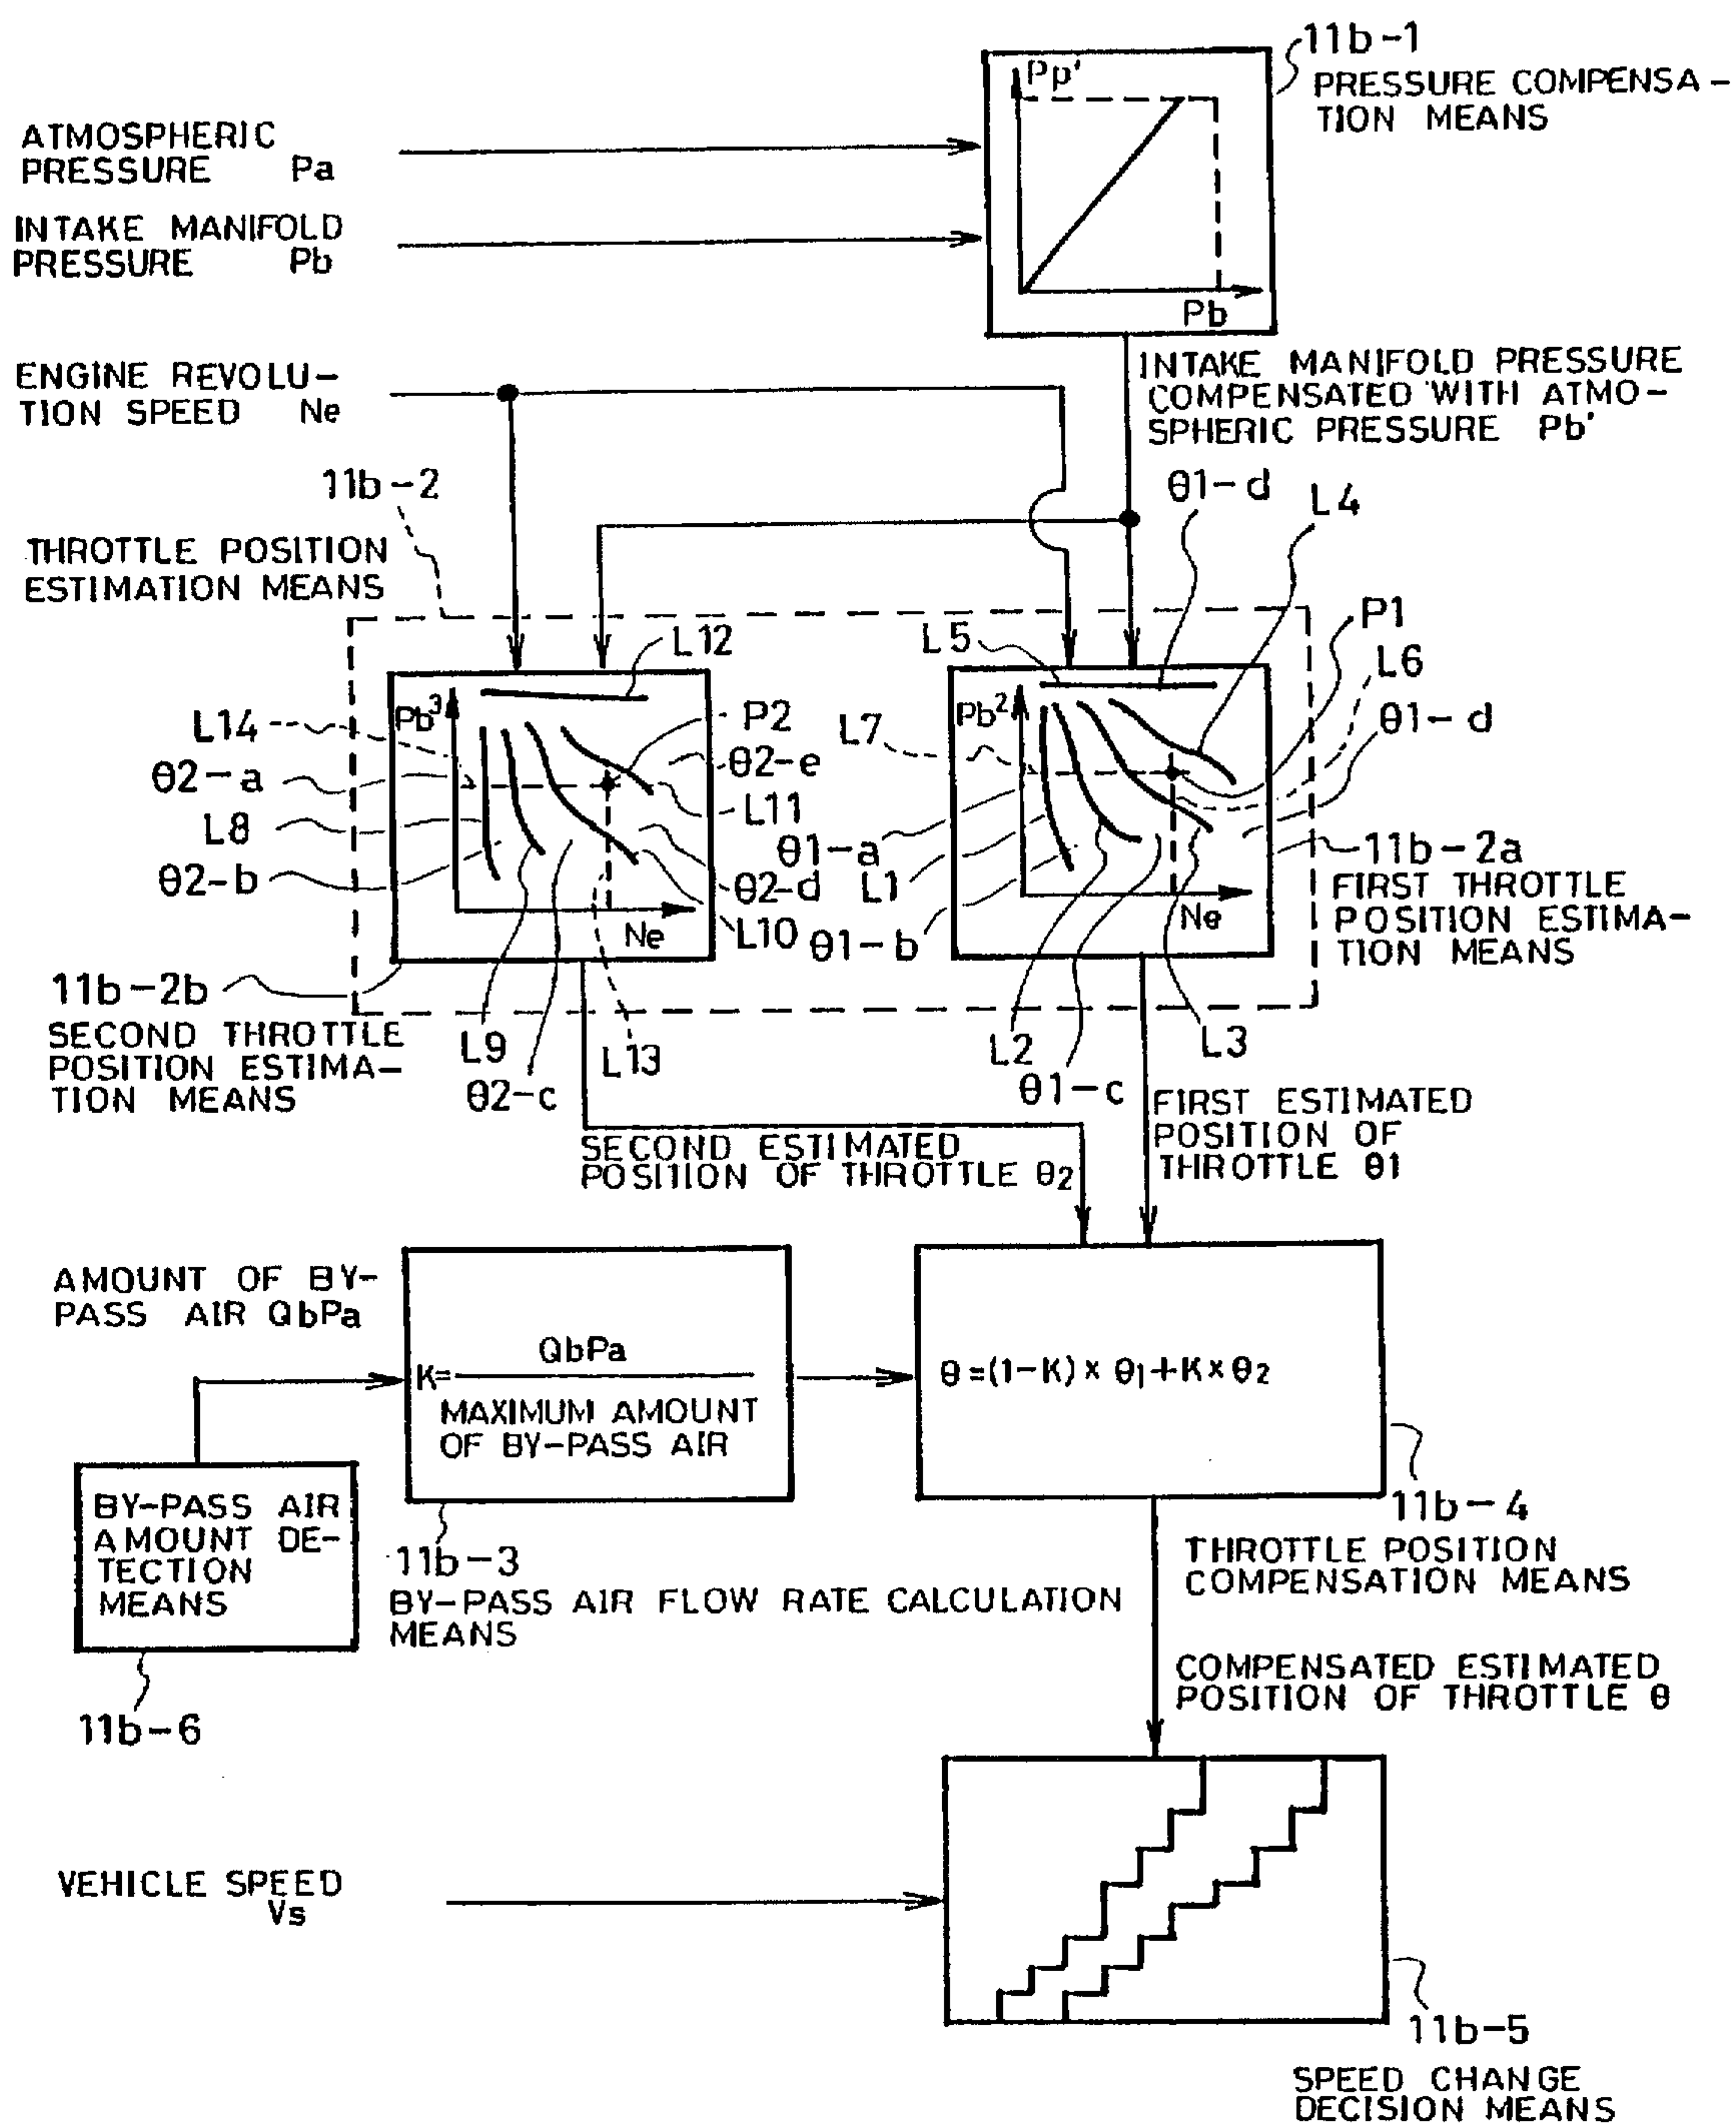 11b-1
PRESSURE COMPENSA-
TION MEANS
Pp'
Pb
ATMOSPHERIC
PRESSURE Pa
INTAKE MANIFOLD
PRESSURE Pb
ENGINE REVOLU-
TION SPEED Ne
INTAKE MANIFOLD PRESSURE
COMPENSATED WITH ATMO-
SPHERIC PRESSURE Pb'
11b-2
THROTTLE POSITION
ESTIMATION MEANS
θ1-d
L4
P1
L6
θ1-d
L5
L7
L12
P2
θ2-e
L11
θ2-d
L10
L14
θ2-a
L8
θ2-b
Pb3
Ne
Pb2
Ne
θ1-a
L1
θ1-b
11b-2a
FIRST THROTTLE
POSITION ESTIMA-
TION MEANS
11b-2b
SECOND THROTTLE
POSITION ESTIMA-
TION MEANS
L9
θ2-c
L13
L2
θ1-c
L3
SECOND ESTIMATED
POSITION OF THROTTLE θ2
FIRST ESTIMATED
POSITION OF
THROTTLE θ1
AMOUNT OF BY-
PASS AIR QbPa
K= QbPa
MAXIMUM AMOUNT
OF BY-PASS AIR
θ=(1-K)× θ1+K×θ2
BY-PASS AIR
AMOUNT DE-
TECTION
MEANS
11b-6
11b-3
BY-PASS AIR FLOW RATE CALCULATION
MEANS
11b-4
THROTTLE POSITION
COMPENSATION MEANS
COMPENSATED ESTIMATED
POSITION OF THROTTLE θ
VEHICLE SPEED
Vs
11b-5
SPEED CHANGE
DECISION MEANS